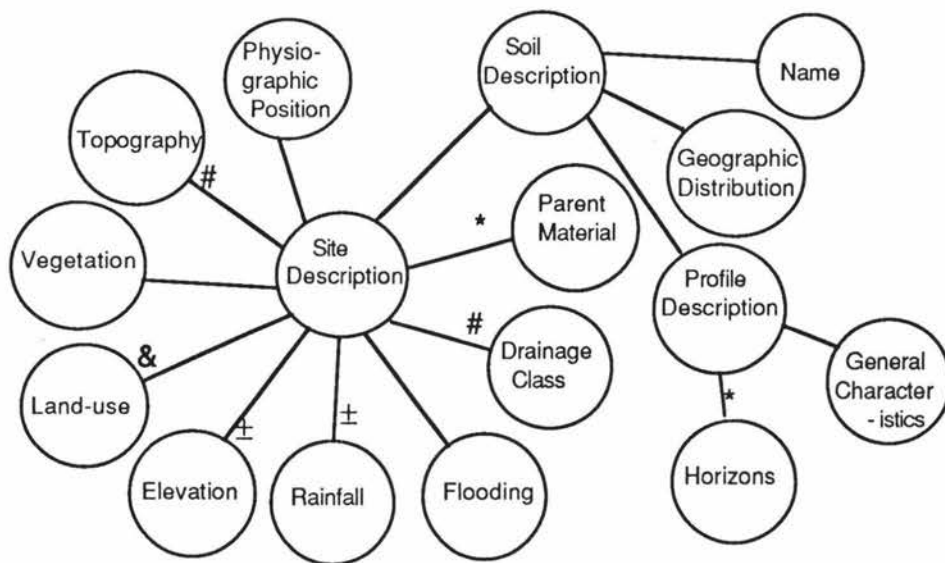 Physio-
graphic
Position
Soil
Description
Name
Topography
#
Geographic
Distribution
Parent
Material
*
Site
Description
Vegetation
Profile
Description
#
Drainage
Class
&
Land-use
General
Character
- istics
*
±
±
Elevation
Rainfall
Flooding
Horizons